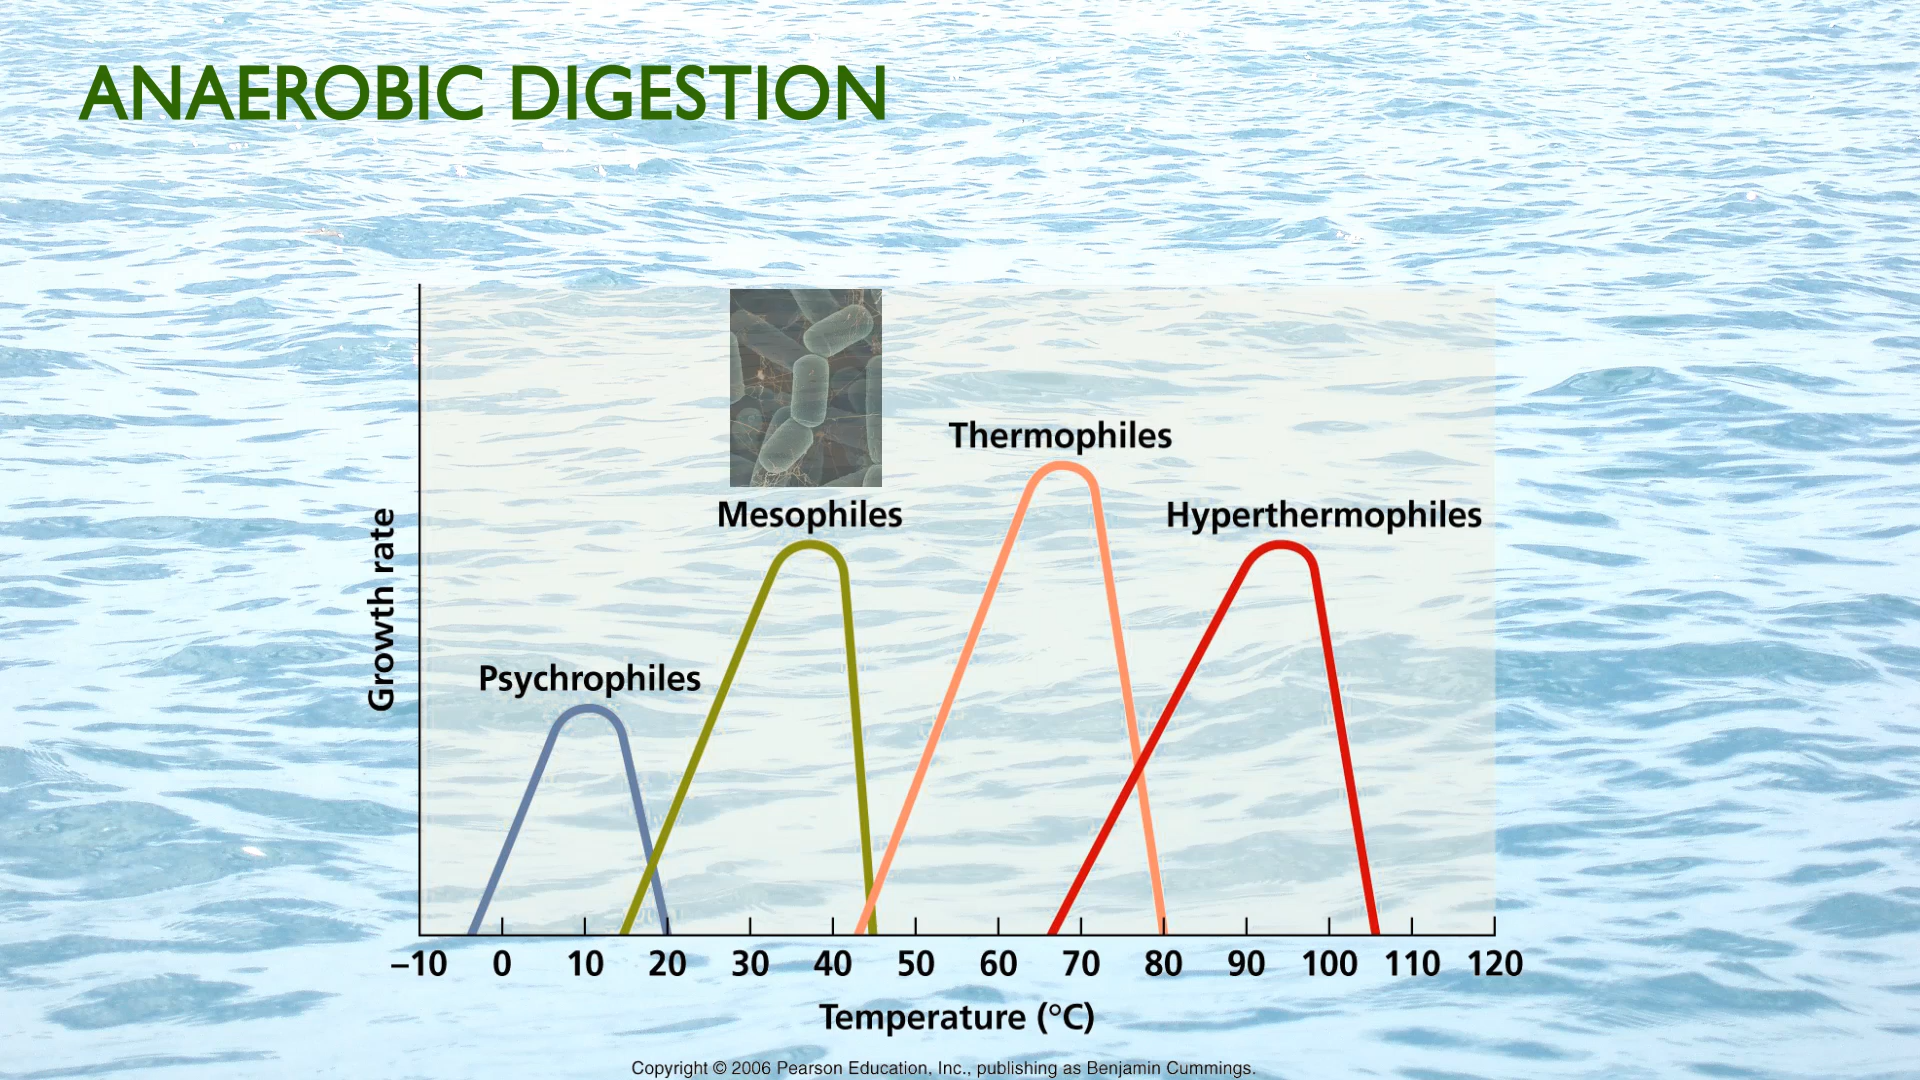 ANAEROBIC DIGESTION
Thermophiles
Mesophiles
Hyperthermophiles
Psychrophiles
Growth rate
–10 0 10 20 30 40 50 60 70 80 90 100 110 120
Temperature (°C)
Copyright © 2006 Pearson Education, Inc., publishing as Benjamin Cummings.